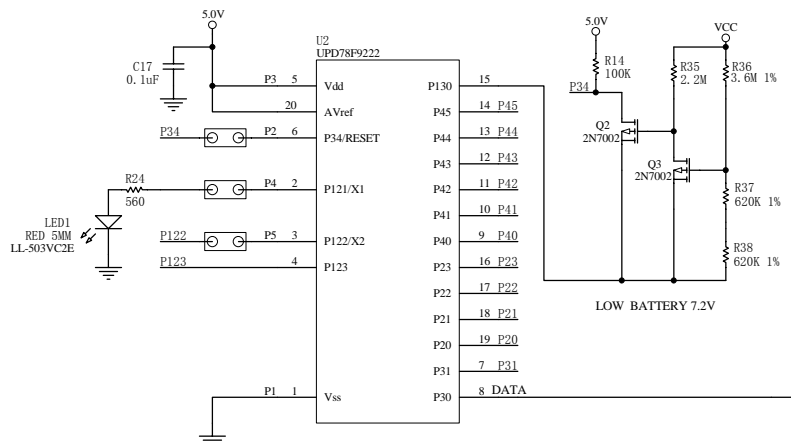 5.0V
U2
UPD78F9222
C17
0.1uF
P3 5 Vdd
20 AVref
P34 P2 6 P34/RESET
R24
560
P4 2 P121/X1
LED1
RED 5MM
LL-503VC2E
P122 P5 3 P122/X2
P123 4 P123
P1 1 Vss
P130 15
P45 14 P45
P44 13 P44
P43 12 P43
P42 11 P42
P41 10 P41
P40 9 P40
P23 16 P23
P22 17 P22
P21 18 P21
P20 19 P20
P31 7 P31
P30 8 DATA
5.0V
R14
100K
P34
Q2
2N7002
VCC
R35
2.2M
R36
3.6M 1%
Q3
2N7002
R37
620K 1%
R38
620K 1%
LOW BATTERY 7.2V